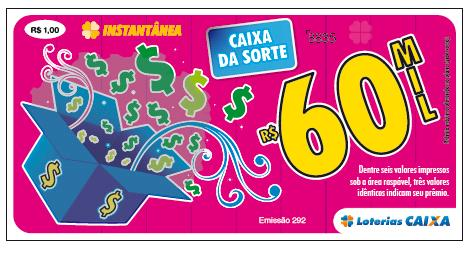 R$ 1,00
INSTANTÂNEA
CAIXA
DA SORTE
R$ 60 MIL
Dentre seis valores impressos
sob a área raspável, três valores
idênticos indicam seu prêmio.
Emissão 292
Loterias CAIXA